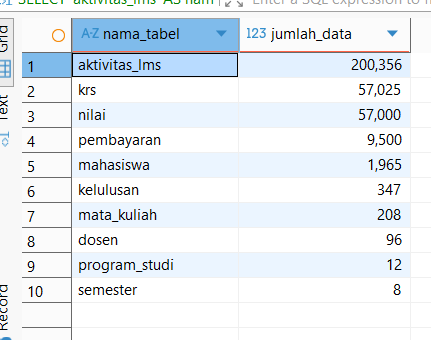 SELECT 'aktivitas_lms' AS nam
Enter a SQL expression to
Grid
Text
Record
A-Z nama_tabel
123 jumlah_data
1 aktivitas_lms 200,356
2 krs 57,025
3 nilai 57,000
4 pembayaran 9,500
5 mahasiswa 1,965
6 kelulusan 347
7 mata_kuliah 208
8 dosen 96
9 program_studi 12
10 semester 8